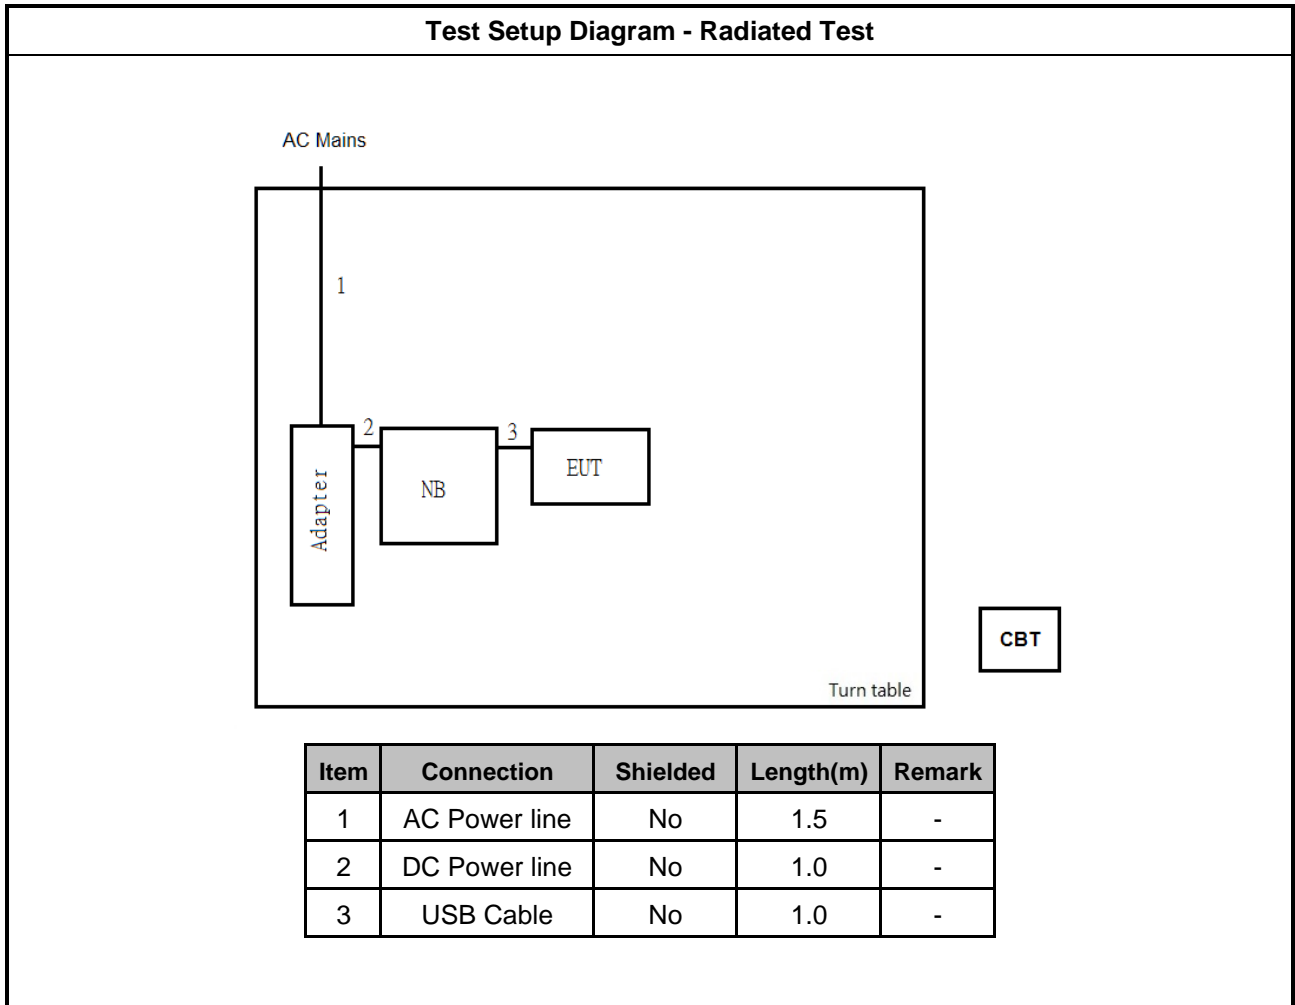 Test Setup Diagram - Radiated Test
AC Mains
1
2
3
Adapter
NB
EUT
CBT
Turn table
Item Connection Shielded Length(m) Remark
1 AC Power line No 1.5 -
2 DC Power line No 1.0 -
3 USB Cable No 1.0 -